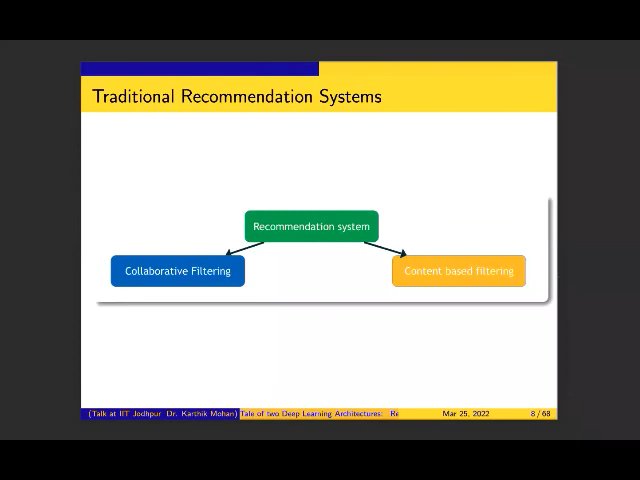 Traditional Recommendation Systems
Recommendation system
Collaborative Filtering
Content based filtering
(Talk at IIT Jodhpur Dr. Karthik Mohan) Tale of two Deep Learning Architectures: Re Mar 25, 2022 8 / 68